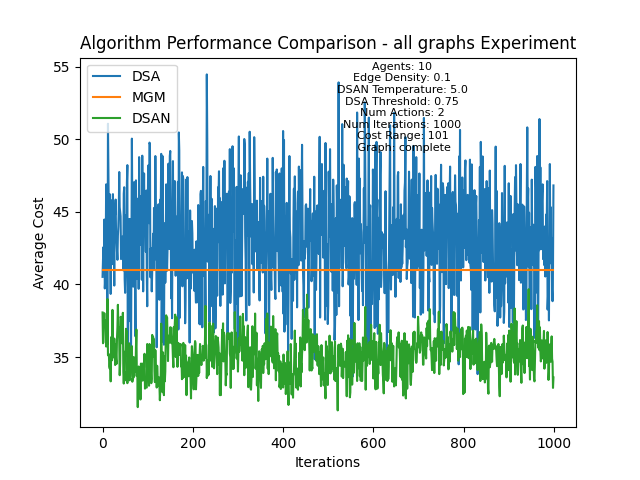 Algorithm Performance Comparison - all graphs Experiment
55
50
45
40
35
Average Cost
DSA
MGM
DSAN
Agents: 10
Edge Density: 0.1
DSAN Temperature: 5.0
DSA Threshold: 0.75
Num Actions: 2
Num Iterations: 1000
Cost Range: 101
Graph: complete
0 200 400 600 800 1000
Iterations